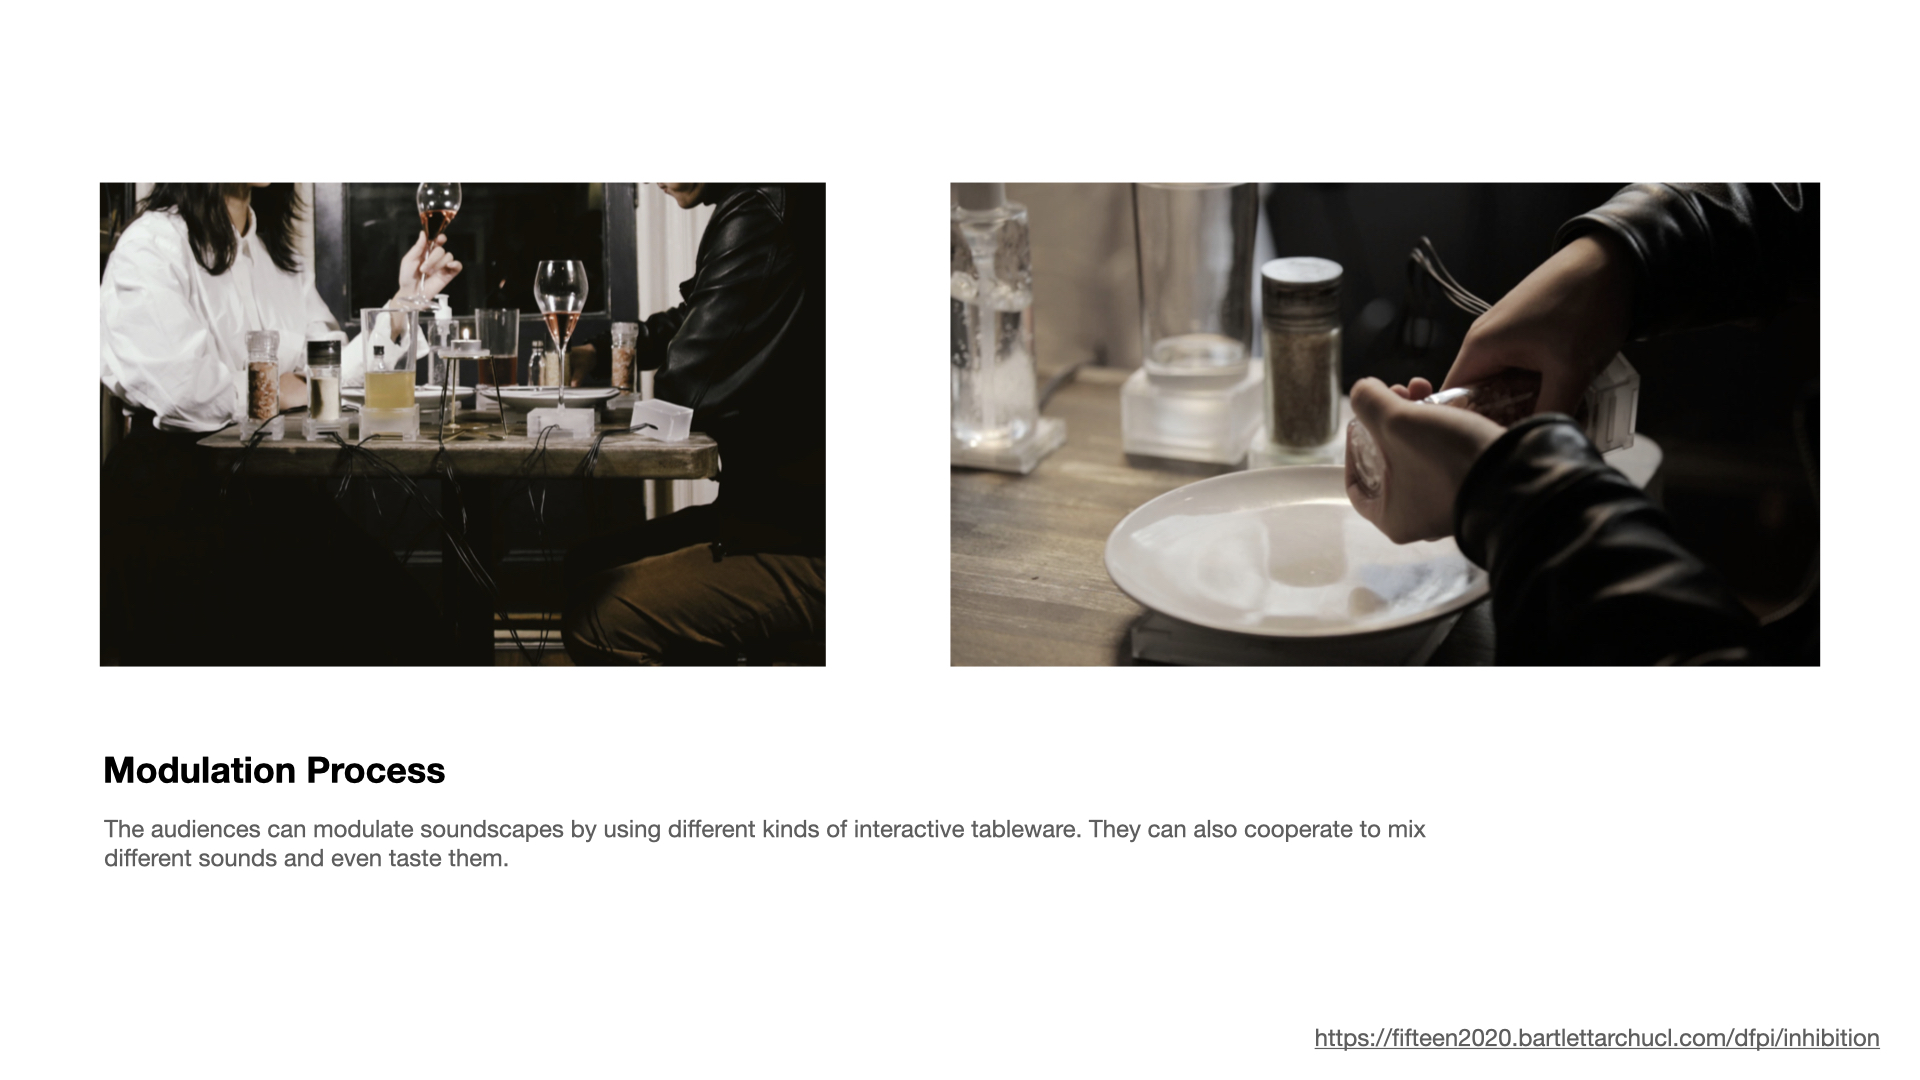 Modulation Process
The audiences can modulate soundscapes by using different kinds of interactive tableware. They can also cooperate to mix
different sounds and even taste them.
https://fifteen2020.bartlettarchucl.com/dfpi/inhibition